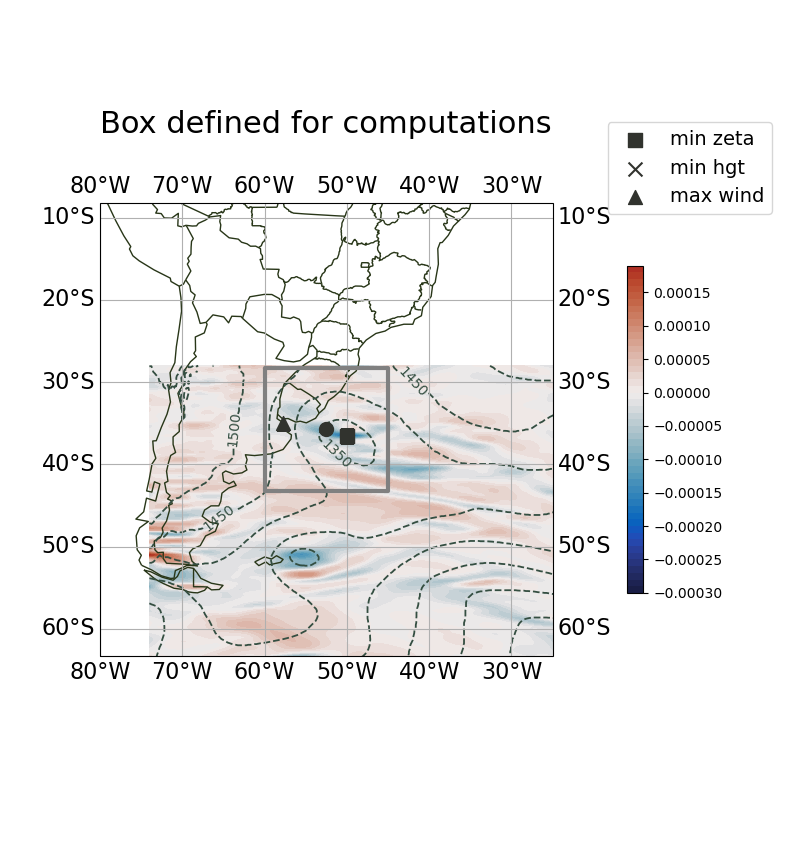 Box defined for computations
min zeta
min hgt
max wind
80°W 70°W 60°W 50°W 40°W 30°W
10°S 10°S
20°S 20°S
30°S 30°S
40°S 40°S
50°S 50°S
60°S 60°S
80°W 70°W 60°W 50°W 40°W 30°W
1450
1500
1350
1450
0.00015
0.00010
0.00005
0.00000
−0.00005
−0.00010
−0.00015
−0.00020
−0.00025
−0.00030